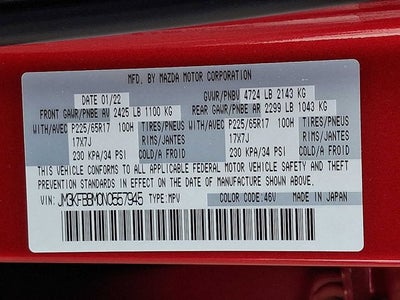 MFD. BY MAZDA MOTOR CORPORATION
DATE 01/22 GVWR/PNBV 4724 LB 2143 KG
FRONT GAWR/PNBE AV 2425 LB 1100 KG REAR GAWR/PNBE AR 2299 LB 1043 KG
WITH/AVEC P225/65R17 100H TIRES/PNEUS WITH/AVEC P225/65R17 100H TIRES/PNEUS
17X7J RIMS/JANTES 17X7J RIMS/JANTES
230 KPA/34 PSI COLD/A FROID 230 KPA/34 PSI COLD/A FROID
THIS VEHICLE CONFORMS TO ALL APPLICABLE FEDERAL MOTOR VEHICLE SAFETY AND THEFT
PREVENTION STANDARDS IN EFFECT ON THE DATE OF MANUFACTURE SHOWN ABOVE.
VIN: JM3KFBBM0N0557945 TYPE:MPV COLOR CODE:46V MADE IN JAPAN